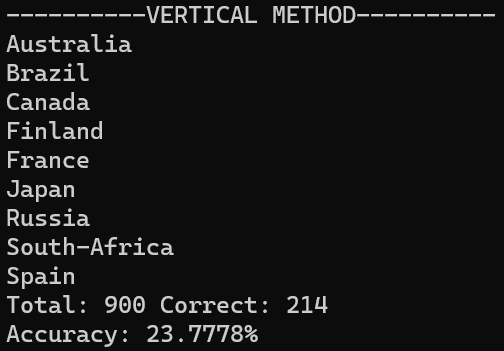 ----------VERTICAL METHOD----------
Australia
Brazil
Canada
Finland
France
Japan
Russia
South-Africa
Spain
Total: 900 Correct: 214
Accuracy: 23.7778%